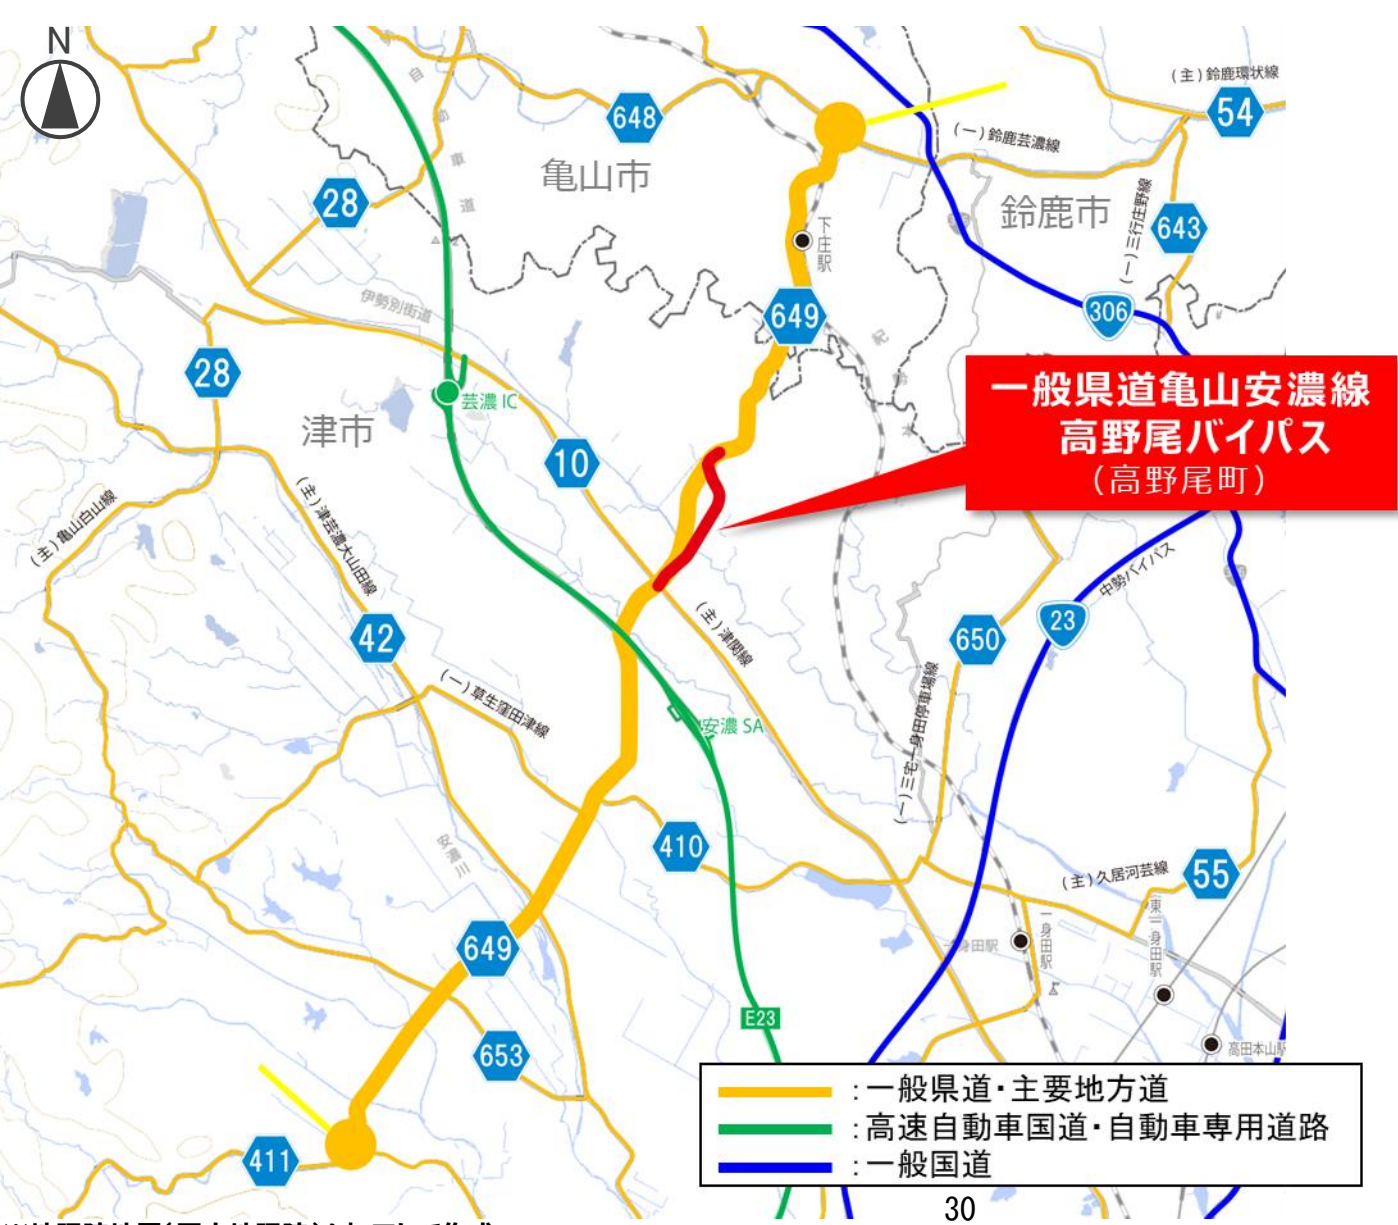 N
(主)鈴鹿環状線
54
648
(一)鈴鹿芸濃線
亀山市
自
車
道
28
鈴鹿市
(一)三行庄野線
643
下庄駅
伊勢別街道
649
306
紀
28
芸濃 IC
津市
一般県道亀山安濃線
高野尾バイパス
(高野尾町)
10
(主)亀山白山線
(主)津芸濃大山田線
中勢バイパス
23
42
(主)津関線
650
(一)草生窪田津線
安濃 SA
(一)三宅一身田停車場線
410
安濃川
(主)久居河芸線
55
649
一身田駅
一身田駅
東一身田駅
E23
653
高田本山駅
411
:一般県道・主要地方道
:高速自動車国道・自動車専用道路
:一般国道
30